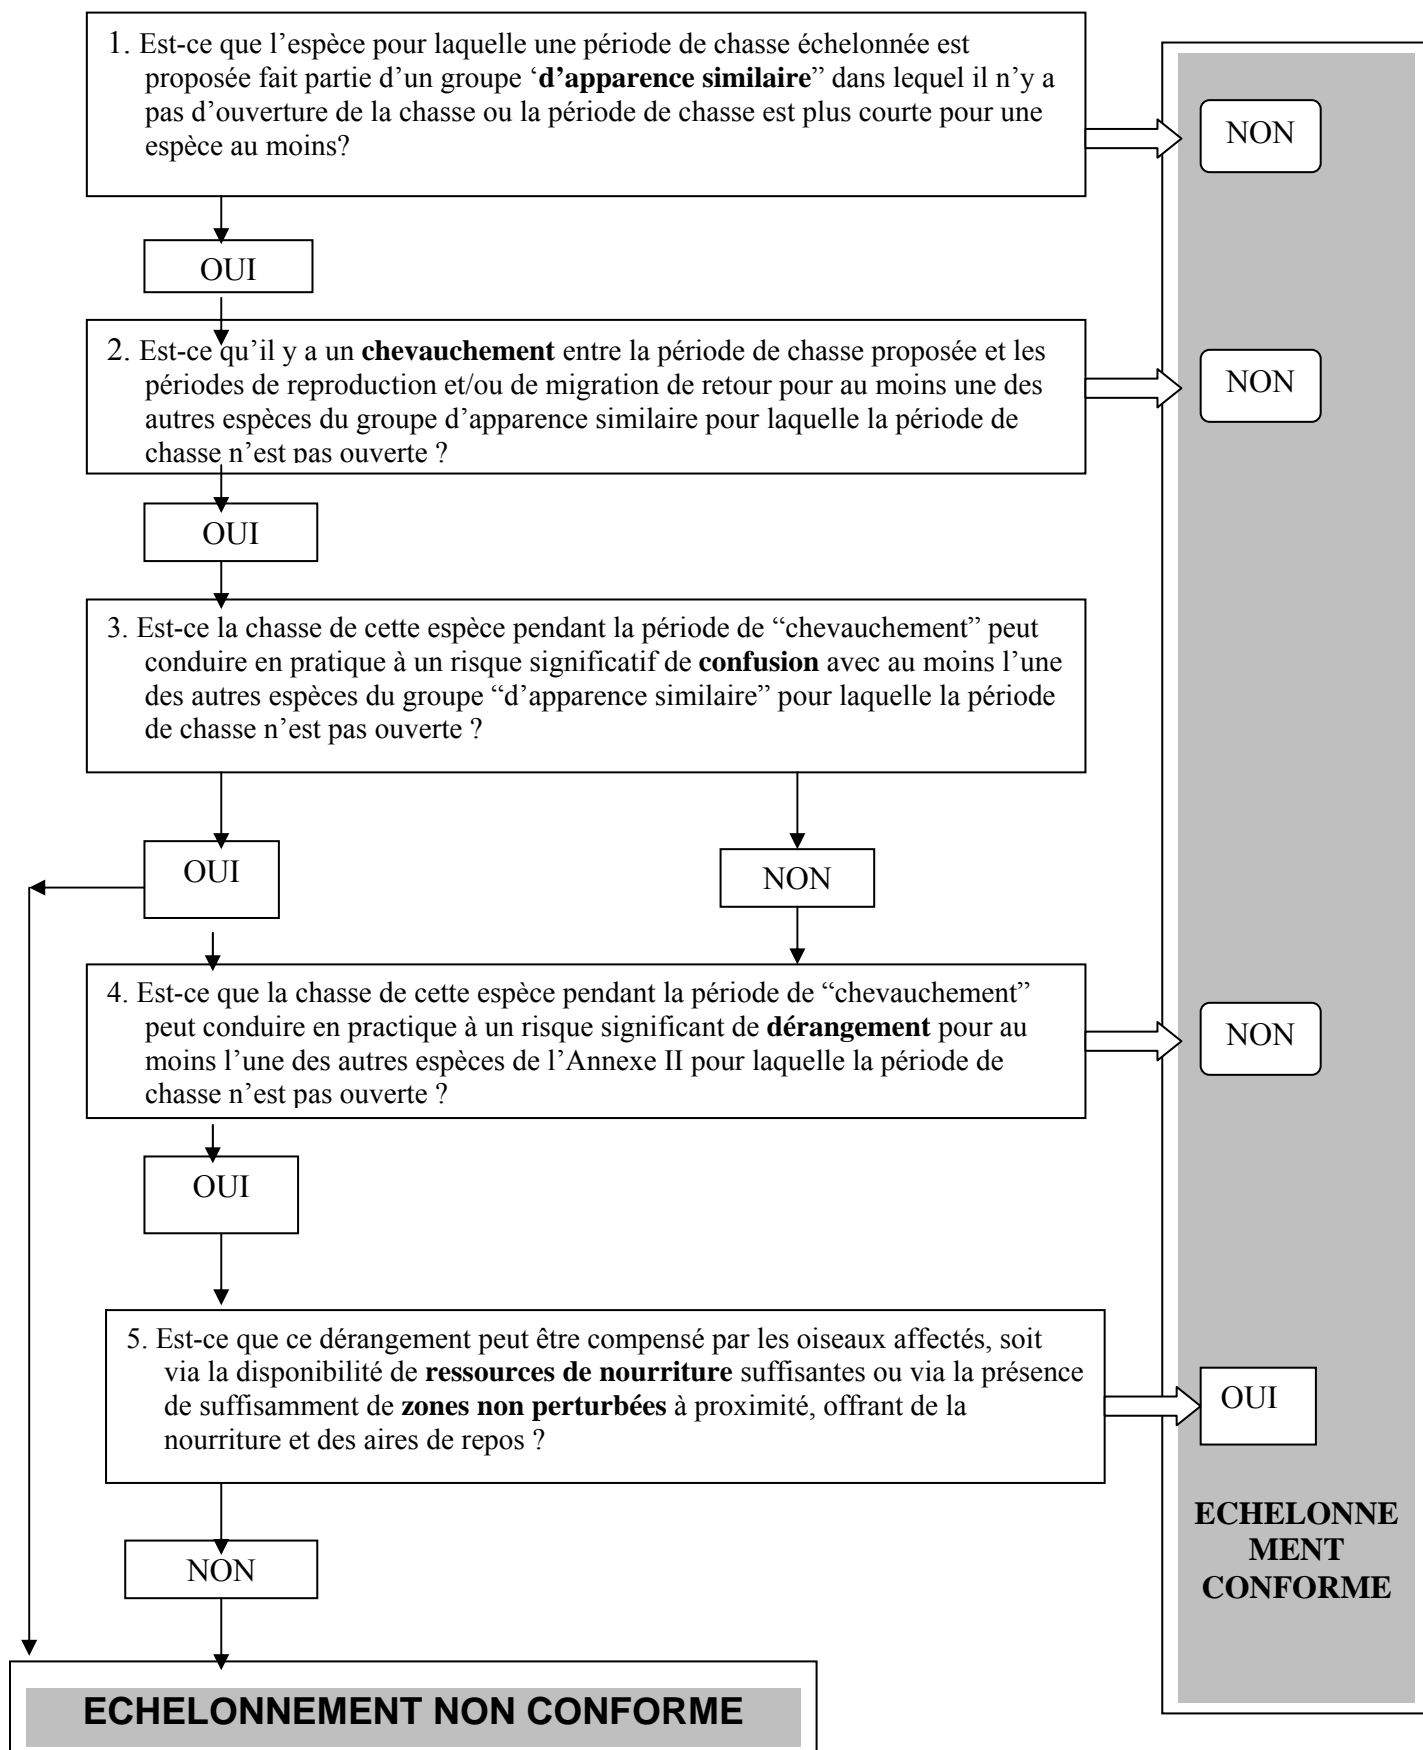 1. Est-ce que l’espèce pour laquelle une période de chasse échelonnée est
proposée fait partie d’un groupe ‘d’apparence similaire” dans lequel il n’y a
pas d’ouverture de la chasse ou la période de chasse est plus courte pour une
espèce au moins?
NON
OUI
2. Est-ce qu’il y a un chevauchement entre la période de chasse proposée et les
périodes de reproduction et/ou de migration de retour pour au moins une des
autres espèces du groupe d’apparence similaire pour laquelle la période de
chasse n’est pas ouverte ?
NON
OUI
3. Est-ce la chasse de cette espèce pendant la période de “chevauchement” peut
conduire en pratique à un risque significatif de confusion avec au moins l’une
des autres espèces du groupe “d’apparence similaire” pour laquelle la période
de chasse n’est pas ouverte ?
OUI
NON
4. Est-ce que la chasse de cette espèce pendant la période de “chevauchement”
peut conduire en practique à un risque significant de dérangement pour au
moins l’une des autres espèces de l’Annexe II pour laquelle la période de
chasse n’est pas ouverte ?
NON
OUI
5. Est-ce que ce dérangement peut être compensé par les oiseaux affectés, soit
via la disponibilité de ressources de nourriture suffisantes ou via la présence
de suffisamment de zones non perturbées à proximité, offrant de la
nourriture et des aires de repos ?
OUI
ECHELONNE
MENT
CONFORME
NON
ECHELONNEMENT NON CONFORME